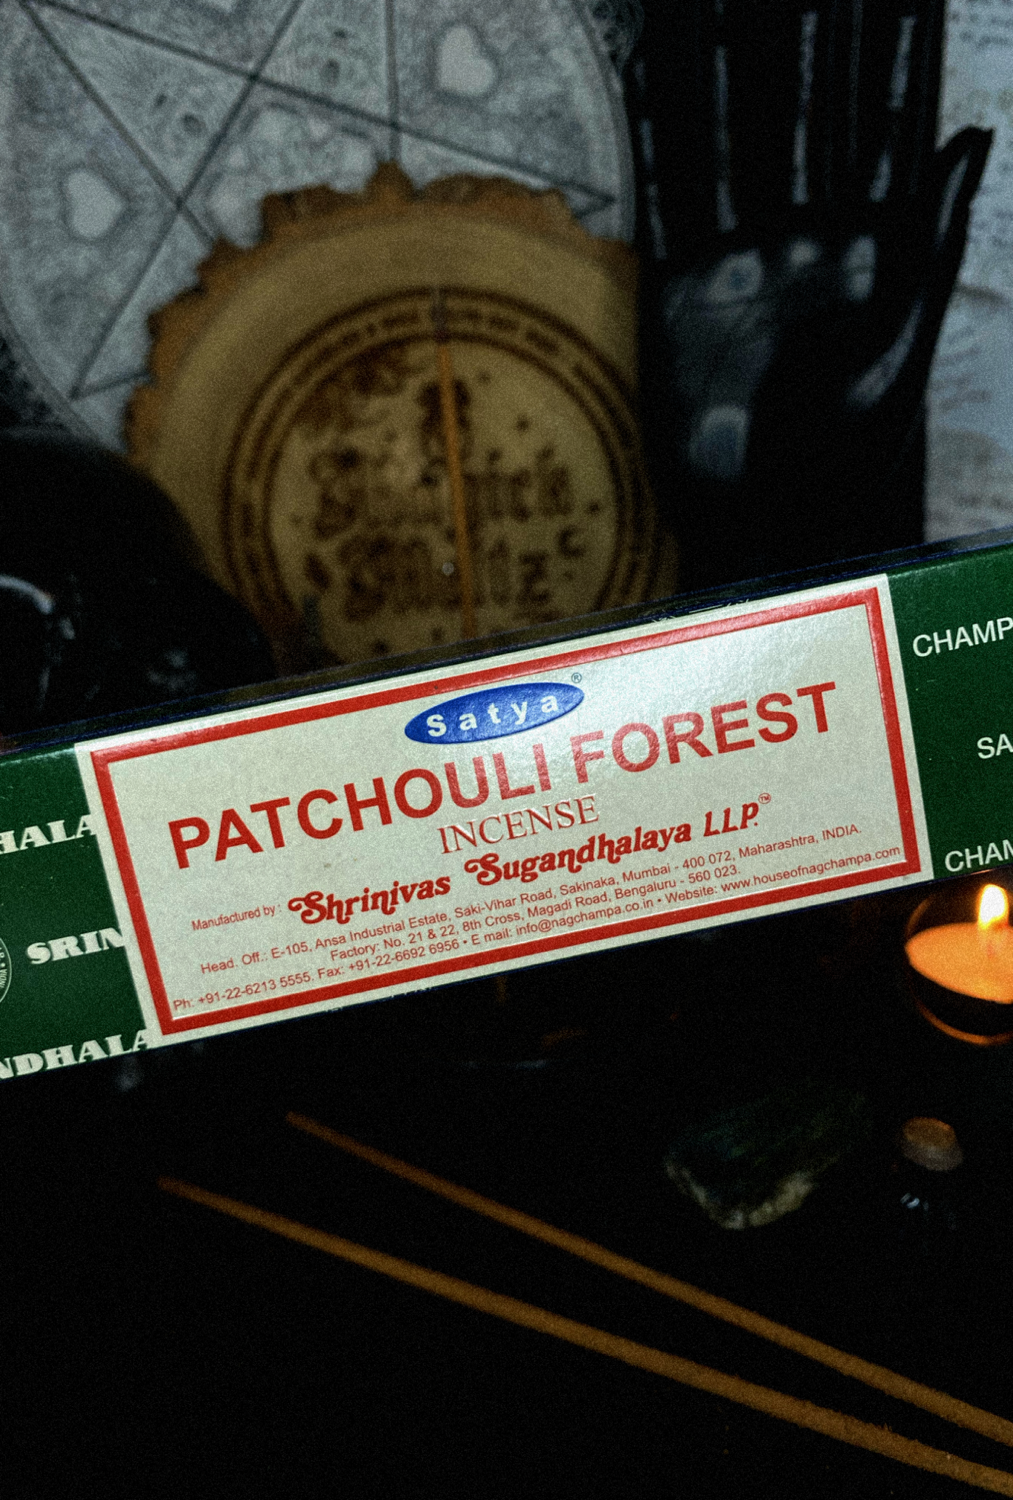 Satya®
PATCHOULI FOREST
INCENSE
Manufactured by : Shrinivas Sugandhalaya LLP.™
Head. Off.: E-105, Ansa Industrial Estate, Saki-Vihar Road, Sakinaka, Mumbai - 400 072, Maharashtra, INDIA.
Factory: No. 21 & 22, 8th Cross, Magadi Road, Bengaluru - 560 023.
Ph: +91-22-6213 5555. Fax: +91-22-6692 6956 • E mail: info@nagchampa.co.in • Website: www.houseofnagchampa.com
HALA
SRIN
NDHALA
CHAMP
SA
CHAM